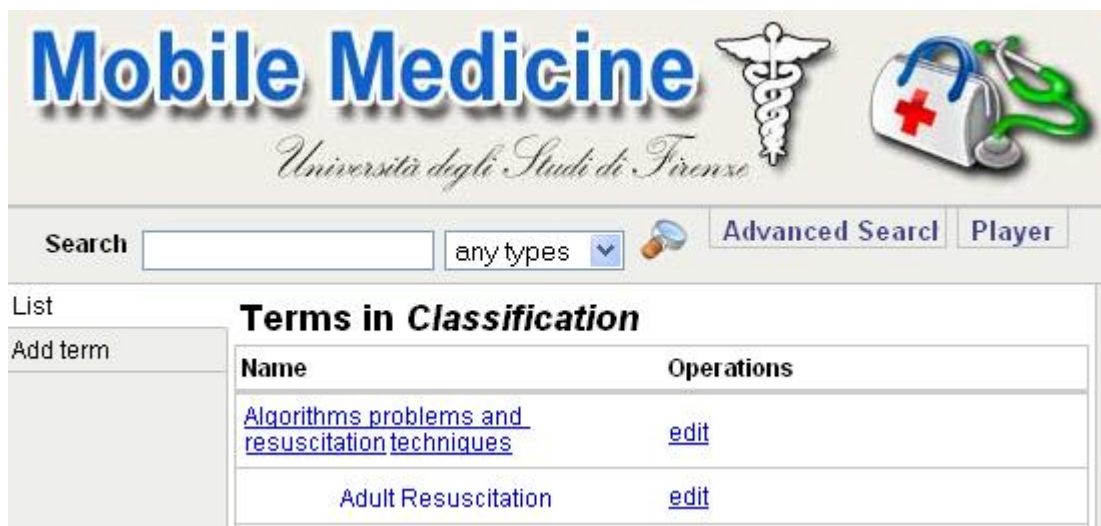 Mobile Medicine
Università degli Studi di Firenze
Search any types Advanced Searcl Player
List
Add term
Terms in Classification
Name Operations
Algorithms problems and
resuscitation techniques edit
Adult Resuscitation edit